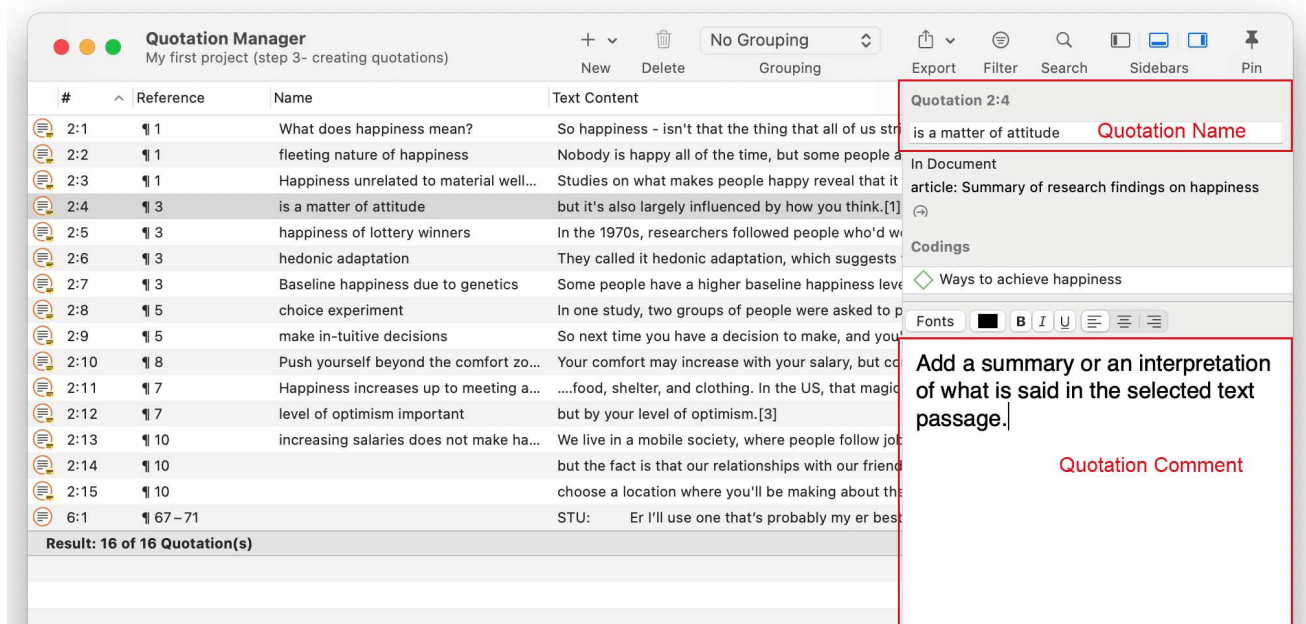 Quotation Manager
My first project (step 3- creating quotations)
No Grouping
New Delete Grouping Export Filter Search Sidebars Pin
# Reference Name Text Content
2:1 ¶ 1 What does happiness mean? So happiness - isn't that the thing that all of us stri
2:2 ¶ 1 fleeting nature of happiness Nobody is happy all of the time, but some people a
2:3 ¶ 1 Happiness unrelated to material well... Studies on what makes people happy reveal that it
2:4 ¶ 3 is a matter of attitude but it's also largely influenced by how you think.[1]
2:5 ¶ 3 happiness of lottery winners In the 1970s, researchers followed people who'd w
2:6 ¶ 3 hedonic adaptation They called it hedonic adaptation, which suggests
2:7 ¶ 3 Baseline happiness due to genetics Some people have a higher baseline happiness leve
2:8 ¶ 5 choice experiment In one study, two groups of people were asked to p
2:9 ¶ 5 make in-tuitive decisions So next time you have a decision to make, and you'
2:10 ¶ 8 Push yourself beyond the comfort zo... Your comfort may increase with your salary, but co
2:11 ¶ 7 Happiness increases up to meeting a... ....food, shelter, and clothing. In the US, that magic
2:12 ¶ 7 level of optimism important but by your level of optimism.[3]
2:13 ¶ 10 increasing salaries does not make ha... We live in a mobile society, where people follow job
2:14 ¶ 10 but the fact is that our relationships with our friend
2:15 ¶ 10 choose a location where you'll be making about the
6:1 ¶ 67 – 71 STU: Er I'll use one that's probably my er best
Result: 16 of 16 Quotation(s)
Quotation 2:4
is a matter of attitude Quotation Name
In Document
article: Summary of research findings on happiness
Codings
Ways to achieve happiness
Fonts B I U
Add a summary or an interpretation
of what is said in the selected text
passage.
Quotation Comment